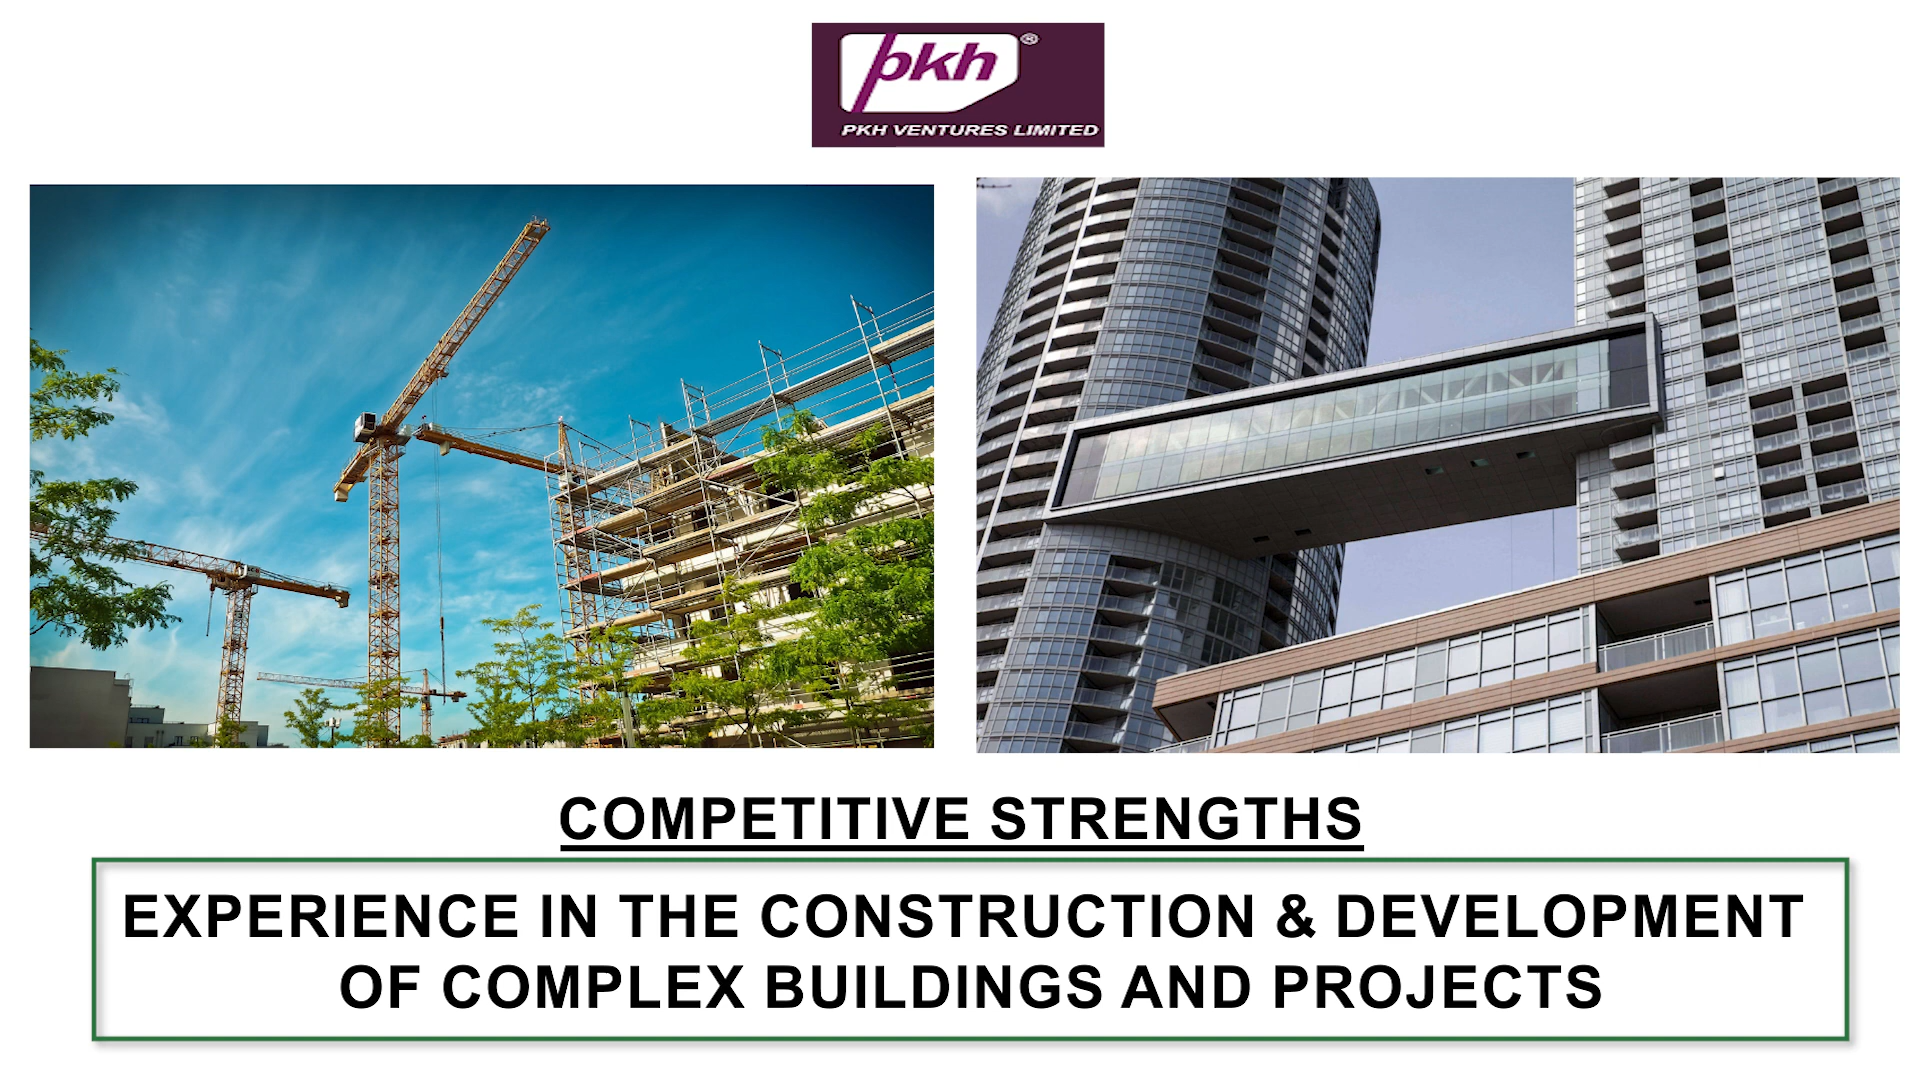 pkh®
PKH VENTURES LIMITED
COMPETITIVE STRENGTHS
EXPERIENCE IN THE CONSTRUCTION & DEVELOPMENT
OF COMPLEX BUILDINGS AND PROJECTS